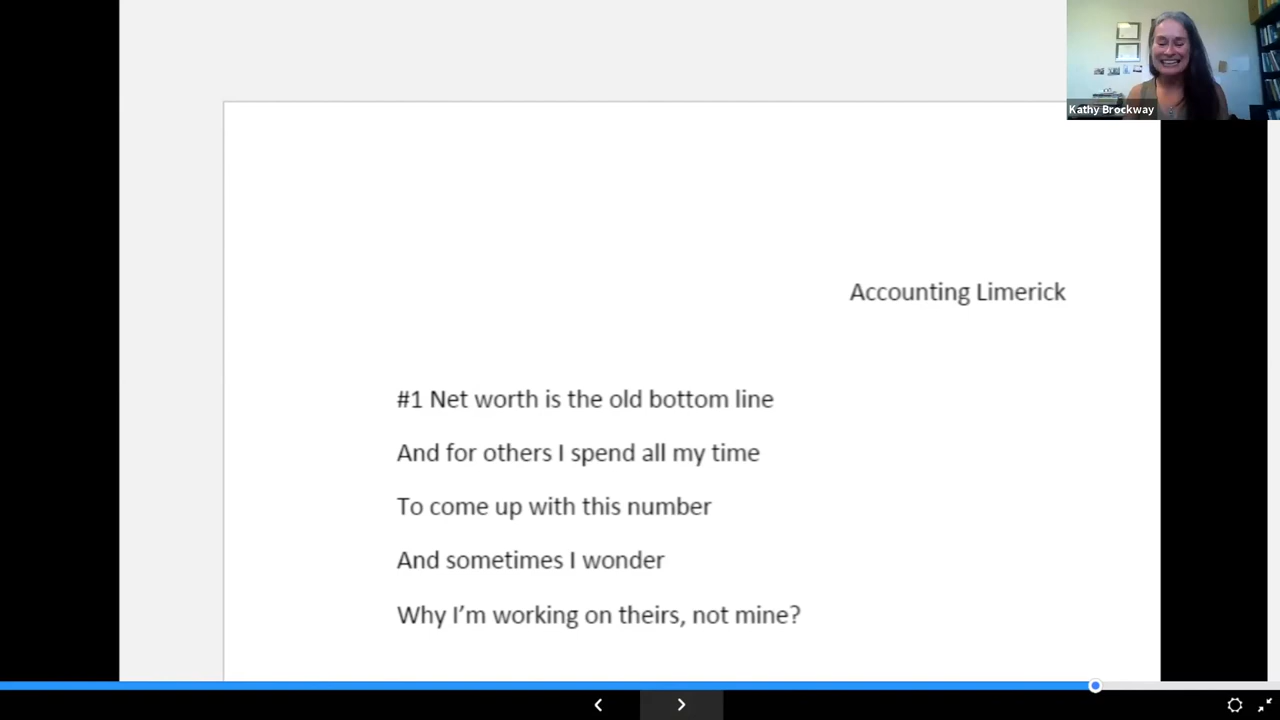 Kathy Brockway
Accounting Limerick
#1 Net worth is the old bottom line
And for others I spend all my time
To come up with this number
And sometimes I wonder
Why I’m working on theirs, not mine?